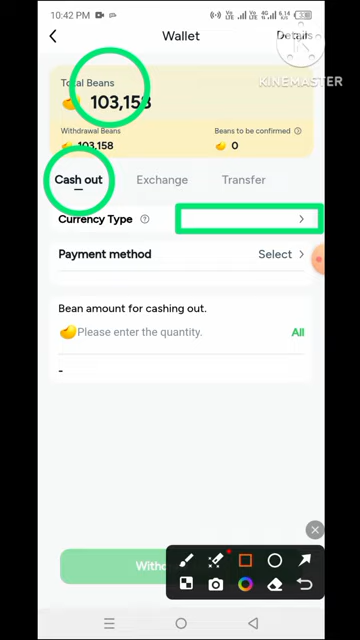 10:42 PM
Wallet
Details
KINEMASTER
Total Beans
103,158
Withdrawal Beans
Beans to be confirmed
103,158
0
Cash out
Exchange
Transfer
Currency Type
Payment method
Select
Bean amount for cashing out.
Please enter the quantity.
All
-